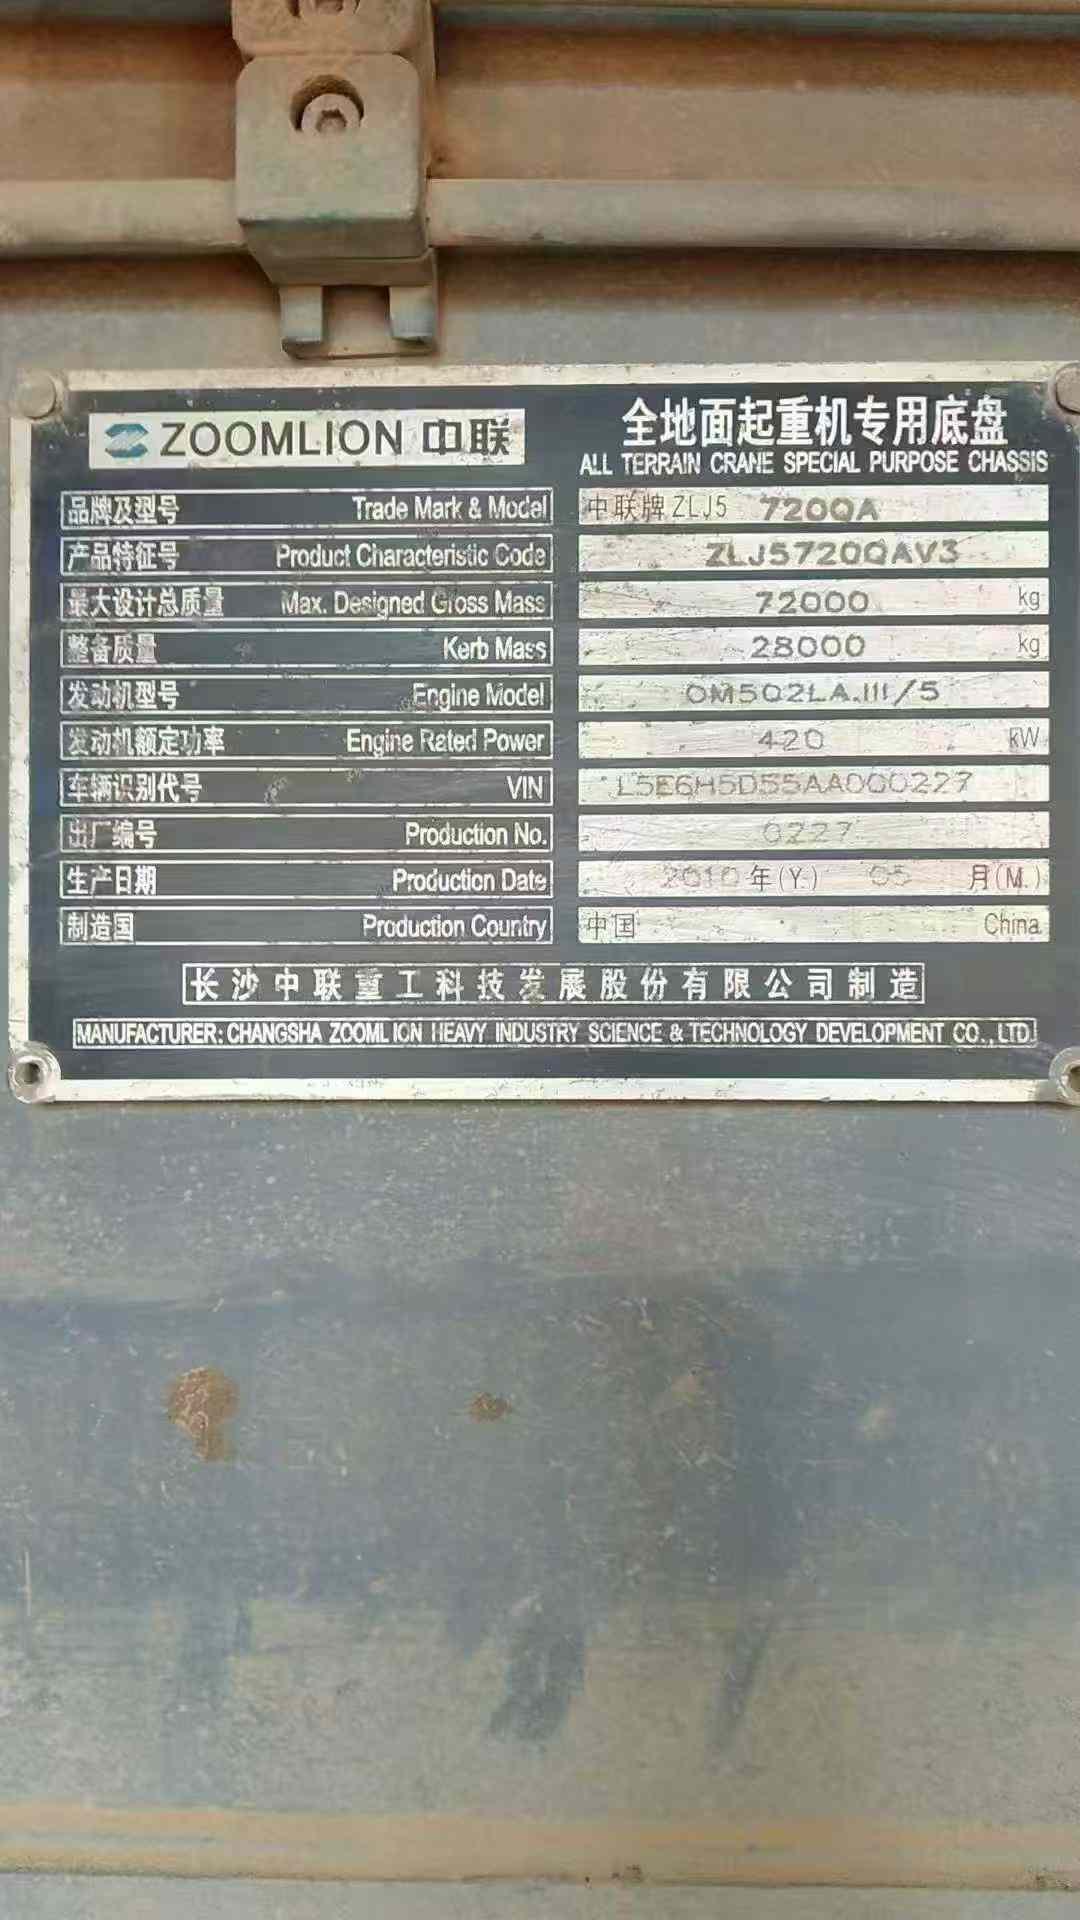 ZOOMLION 中联
全地面起重机专用底盘
ALL TERRAIN CRANE SPECIAL PURPOSE CHASSIS
品牌及型号 Trade Mark & Model 中联牌 ZLJ5 720QA
产品特征号 Product Characteristic Code ZLJ5720QAV3
最大设计总质量 Max. Designed Gross Mass 72000 kg
整备质量 Kerb Mass 28000 kg
发动机型号 Engine Model OM502LA.III/5
发动机额定功率 Engine Rated Power 420 kW
车辆识别代号 VIN L5E6H5D55AA000227
出厂编号 Production No. 0227
生产日期 Production Date 2010 年(Y.) 05 月(M.)
制造国 Production Country 中国 China
长沙中联重工科技发展股份有限公司制造
MANUFACTURER: CHANGSHA ZOOMLION HEAVY INDUSTRY SCIENCE & TECHNOLOGY DEVELOPMENT CO., LTD.